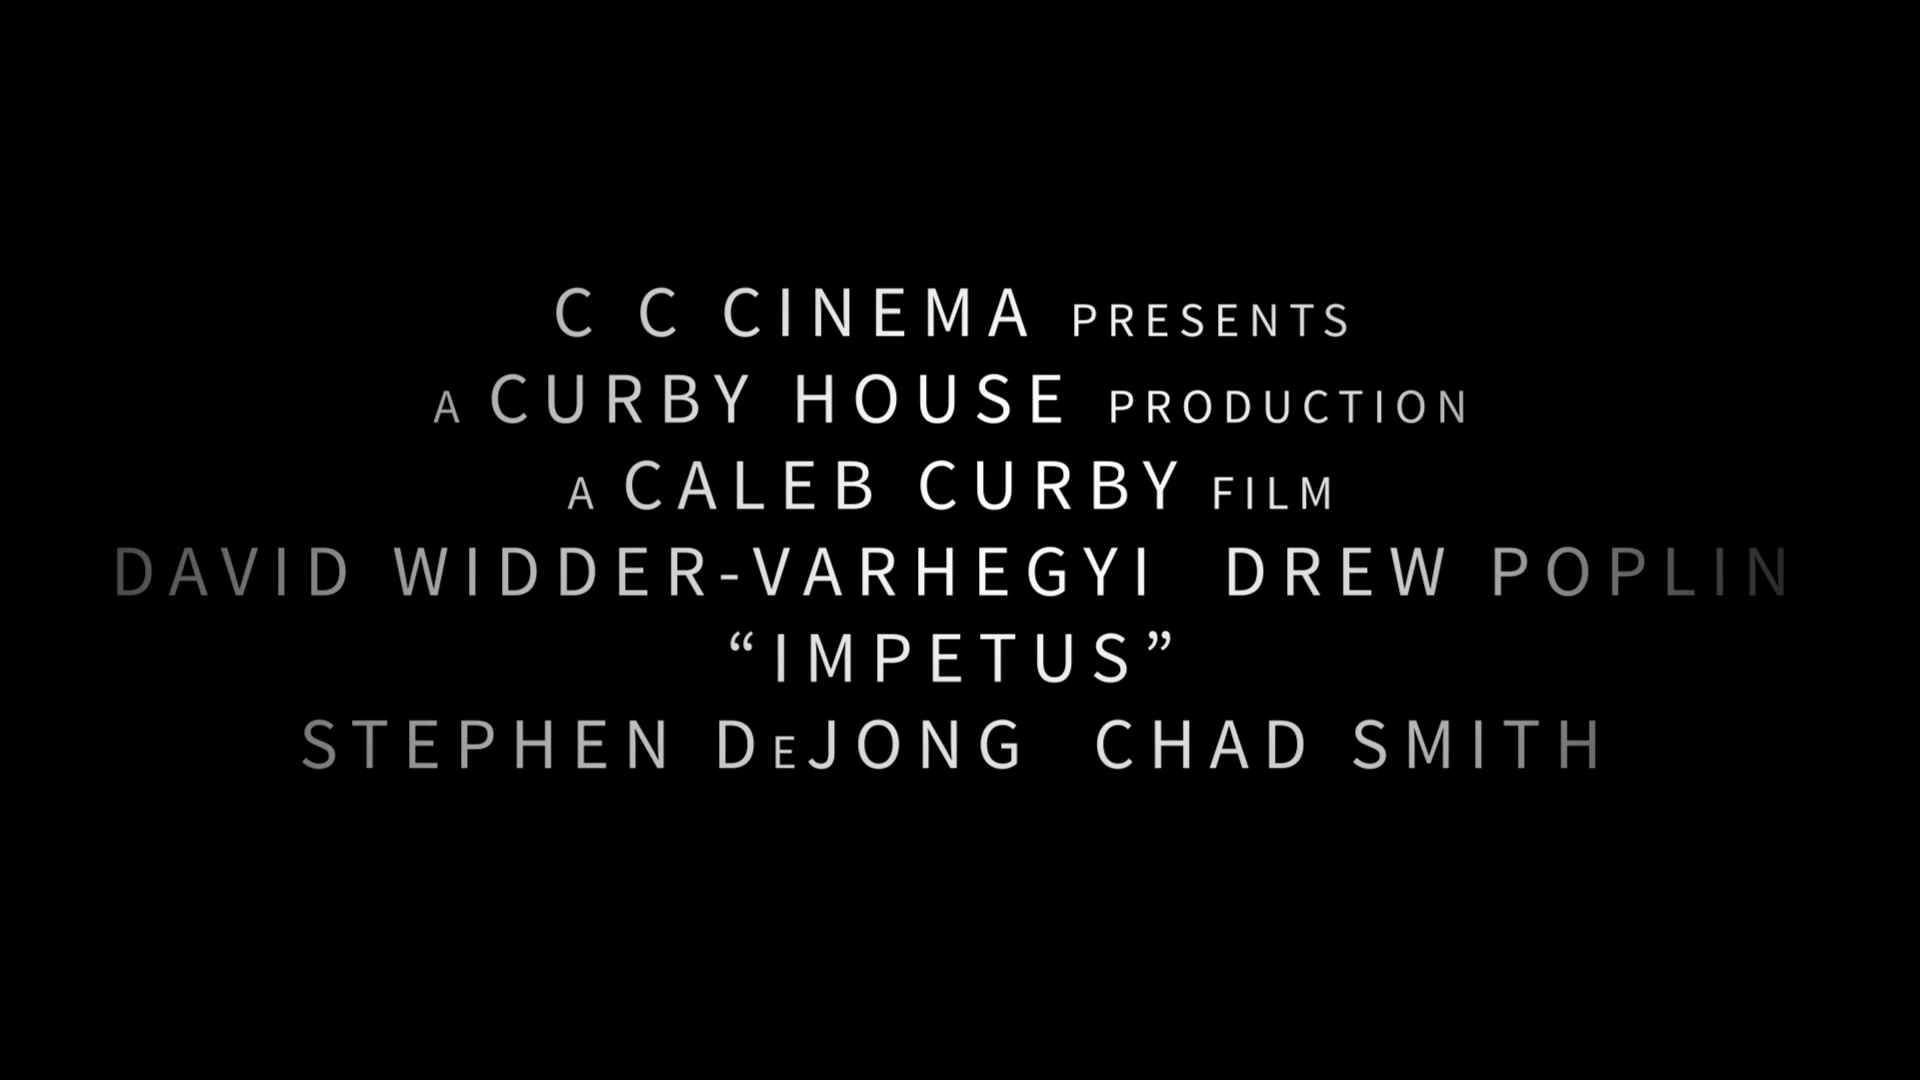 C C CINEMA PRESENTS
A CURBY HOUSE PRODUCTION
A CALEB CURBY FILM
DAVID WIDDER-VARHEGYI DREW POPLIN
“IMPETUS”
STEPHEN DeJONG CHAD SMITH